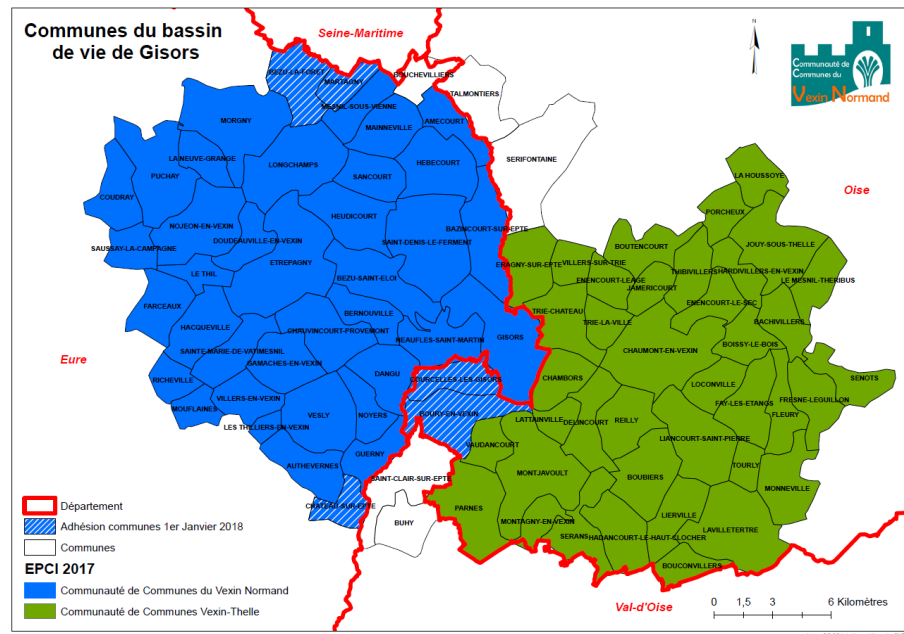 Communes du bassin
de vie de Gisors
Seine-Maritime
N
Communauté de
Communes du
Vexin Normand
BEZU-LA-FORET
MARTAGNY
BOUCHEVILLIERS
TALMONTIERS
MESNIL-SOUS-VIENNE
MORGNY
MAINNEVILLE
AMECOURT
LA NEUVE-GRANGE
LONGCHAMPS
HEBECOURT
SERIFONTAINE
PUCHAY
SANCOURT
LA HOUSSOYE
Oise
COUDRAY
HEUDICOURT
PORCHEUX
NOJEON-EN-VEXIN
BAZINCOURT-SUR-EPTE
DOUDEAUVILLE-EN-VEXIN
SAINT-DENIS-LE-FERMENT
SAUSSAY-LA-CAMPAGNE
BOUTENCOURT
JOUY-SOUS-THELLE
ETREPAGNY
ERAGNY-SUR-EPTE
VILLERS-SUR-TRIE
LE THIL
BEZU-SAINT-ELOI
ENENCOURT-LEAGE
THIBIVILLERS
HARDIVILLERS-EN-VEXIN
JAMERICOURT
LE MESNIL-THERIBUS
FARCEAUX
BERNOUVILLE
TRIE-CHATEAU
ENENCOURT-LE-SEC
HACQUEVILLE
CHAUVINCOURT-PROVEMONT
TRIE-LA-VILLE
BACHIVILLERS
NEAUFLES-SAINT-MARTIN
GISORS
Eure
SAINTE-MARIE-DE-VATIMESNIL
CHAUMONT-EN-VEXIN
BOISSY-LE-BOIS
GAMACHES-EN-VEXIN
DANGU
COURCELLES-LES-GISORS
CHAMBORS
SENOTS
RICHEVILLE
LOCONVILLE
VILLERS-EN-VEXIN
FAY-LES-ETANGS
FRESNE-LEGUILLON
MOUFLAINES
VESLY
NOYERS
BOURY-EN-VEXIN
LATTAINVILLE
DELINCOURT
REILLY
FLEURY
LES THILLIERS-EN-VEXIN
VAUDANCOURT
LIANCOURT-SAINT-PIERRE
GUERNY
AUTHEVERNES
MONTJAVOULT
BOUBIERS
TOURLY
SAINT-CLAIR-SUR-EPTE
MONNEVILLE
CHATEAU-SUR-EPTE
PARNES
LIERVILLE
BUHY
MONTAGNY-EN-VEXIN
SERANS
HADANCOURT-LE-HAUT-CLOCHER
LAVILLETERTRE
BOUCONVILLERS
Val-d'Oise
Département
Adhésion communes 1er Janvier 2018
Communes
EPCI 2017
Communauté de Communes du Vexin Normand
Communauté de Communes Vexin-Thelle
0 1,5 3 6 Kilomètres